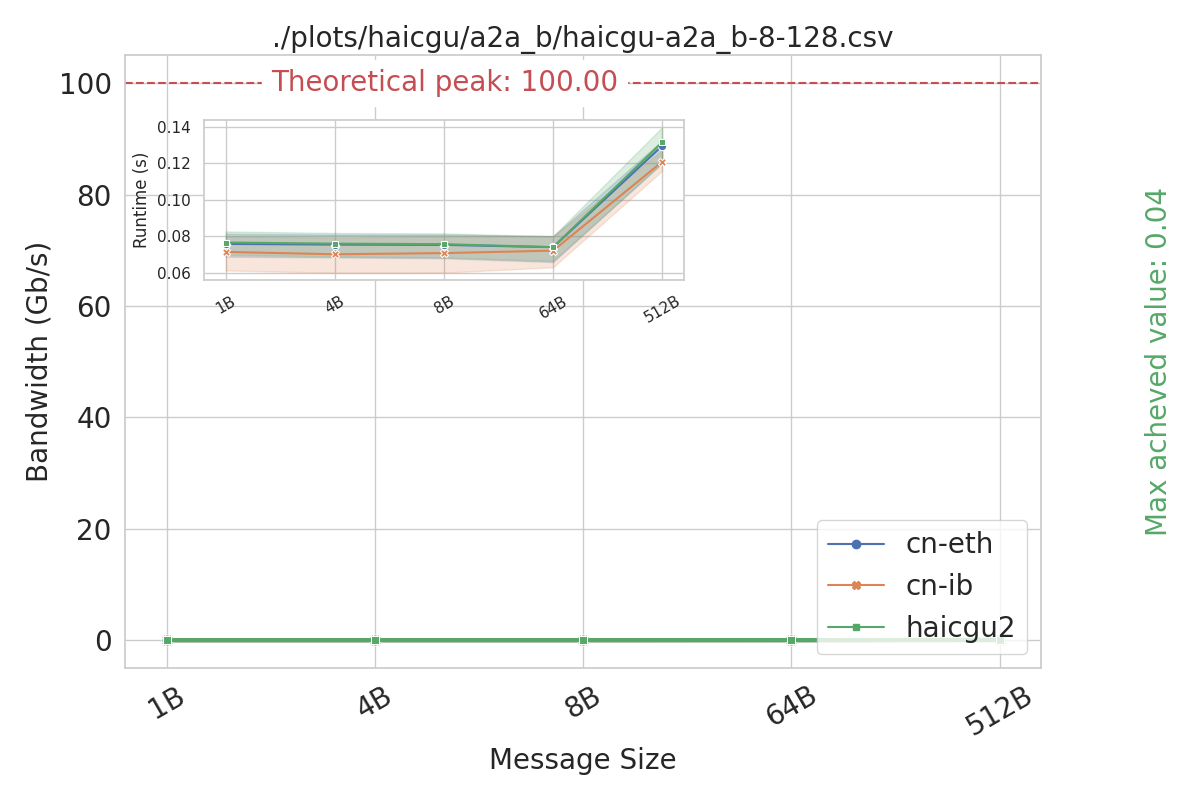 ./plots/haicgu/a2a_b/haicgu-a2a_b-8-128.csv
Theoretical peak: 100.00
100
80
60
40
20
0
Bandwidth (Gb/s)
0.14
0.12
0.10
0.08
0.06
Runtime (s)
1B
4B
8B
64B
512B
cn-eth
cn-ib
haicgu2
1B
4B
8B
64B
512B
Message Size
Max acheved value: 0.04